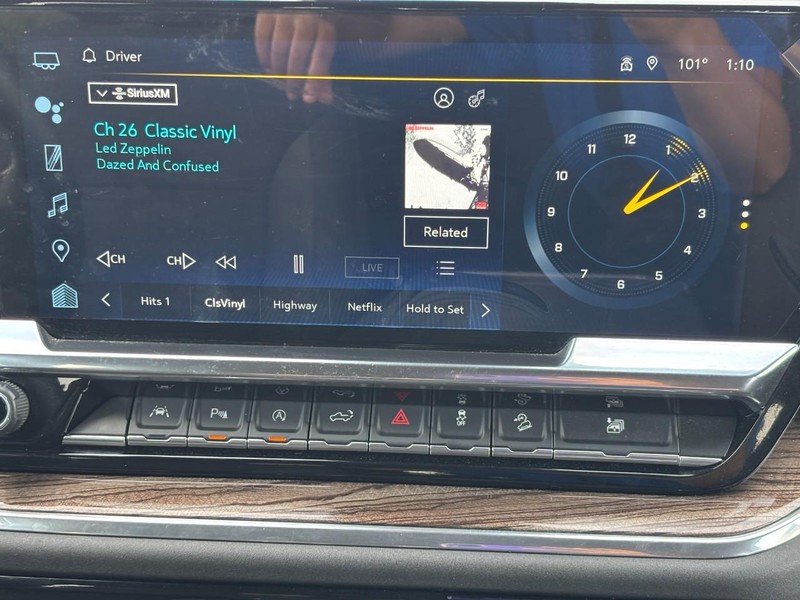 Driver
101° 1:10
SiriusXM
Ch 26 Classic Vinyl
Led Zeppelin
Dazed And Confused
LED ZEPPELIN
Related
CH
CH
LIVE
Hits 1
ClsVinyl
Highway
Netflix
Hold to Set
12
1
2
3
4
5
6
7
8
9
10
11
P
A
OFF